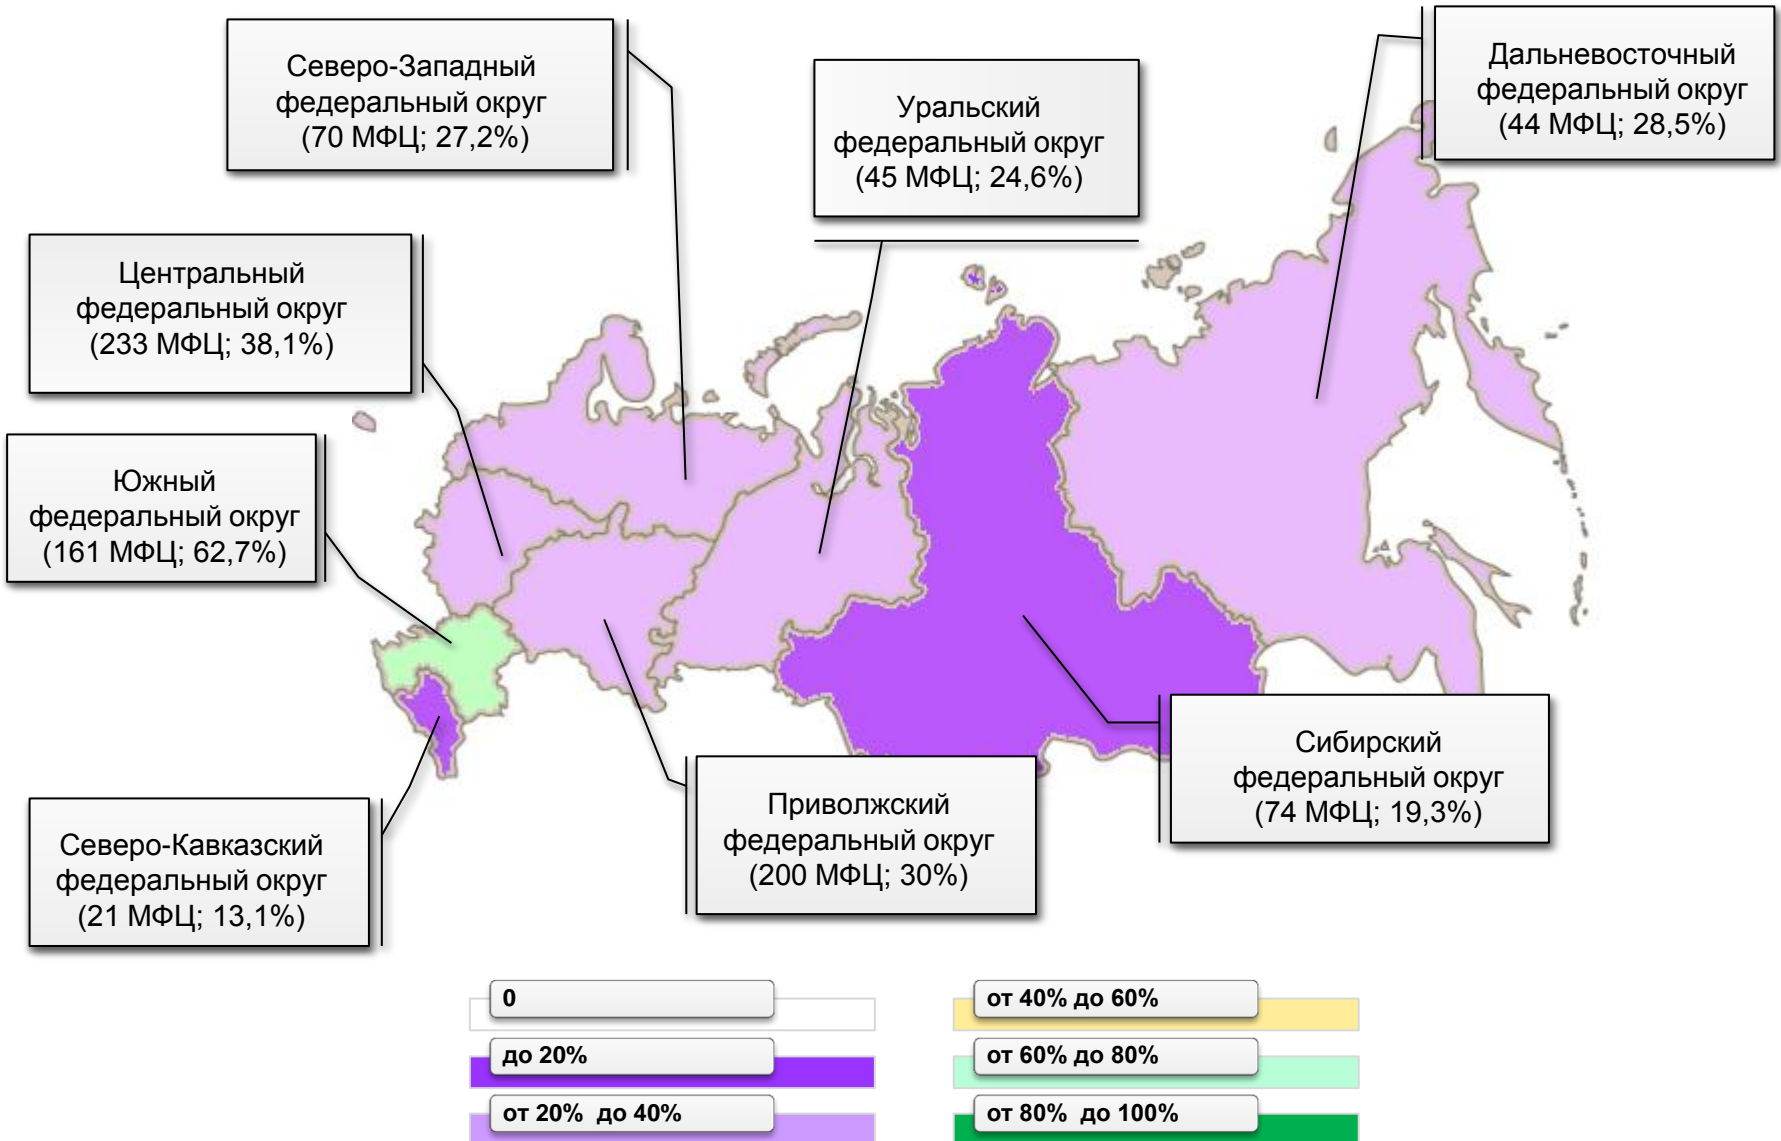 Северо-Западный
федеральный округ
(70 МФЦ; 27,2%)
Уральский
федеральный округ
(45 МФЦ; 24,6%)
Дальневосточный
федеральный округ
(44 МФЦ; 28,5%)
Центральный
федеральный округ
(233 МФЦ; 38,1%)
Южный
федеральный округ
(161 МФЦ; 62,7%)
Северо-Кавказский
федеральный округ
(21 МФЦ; 13,1%)
Приволжский
федеральный округ
(200 МФЦ; 30%)
Сибирский
федеральный округ
(74 МФЦ; 19,3%)
0
до 20%
от 20% до 40%
от 40% до 60%
от 60% до 80%
от 80% до 100%